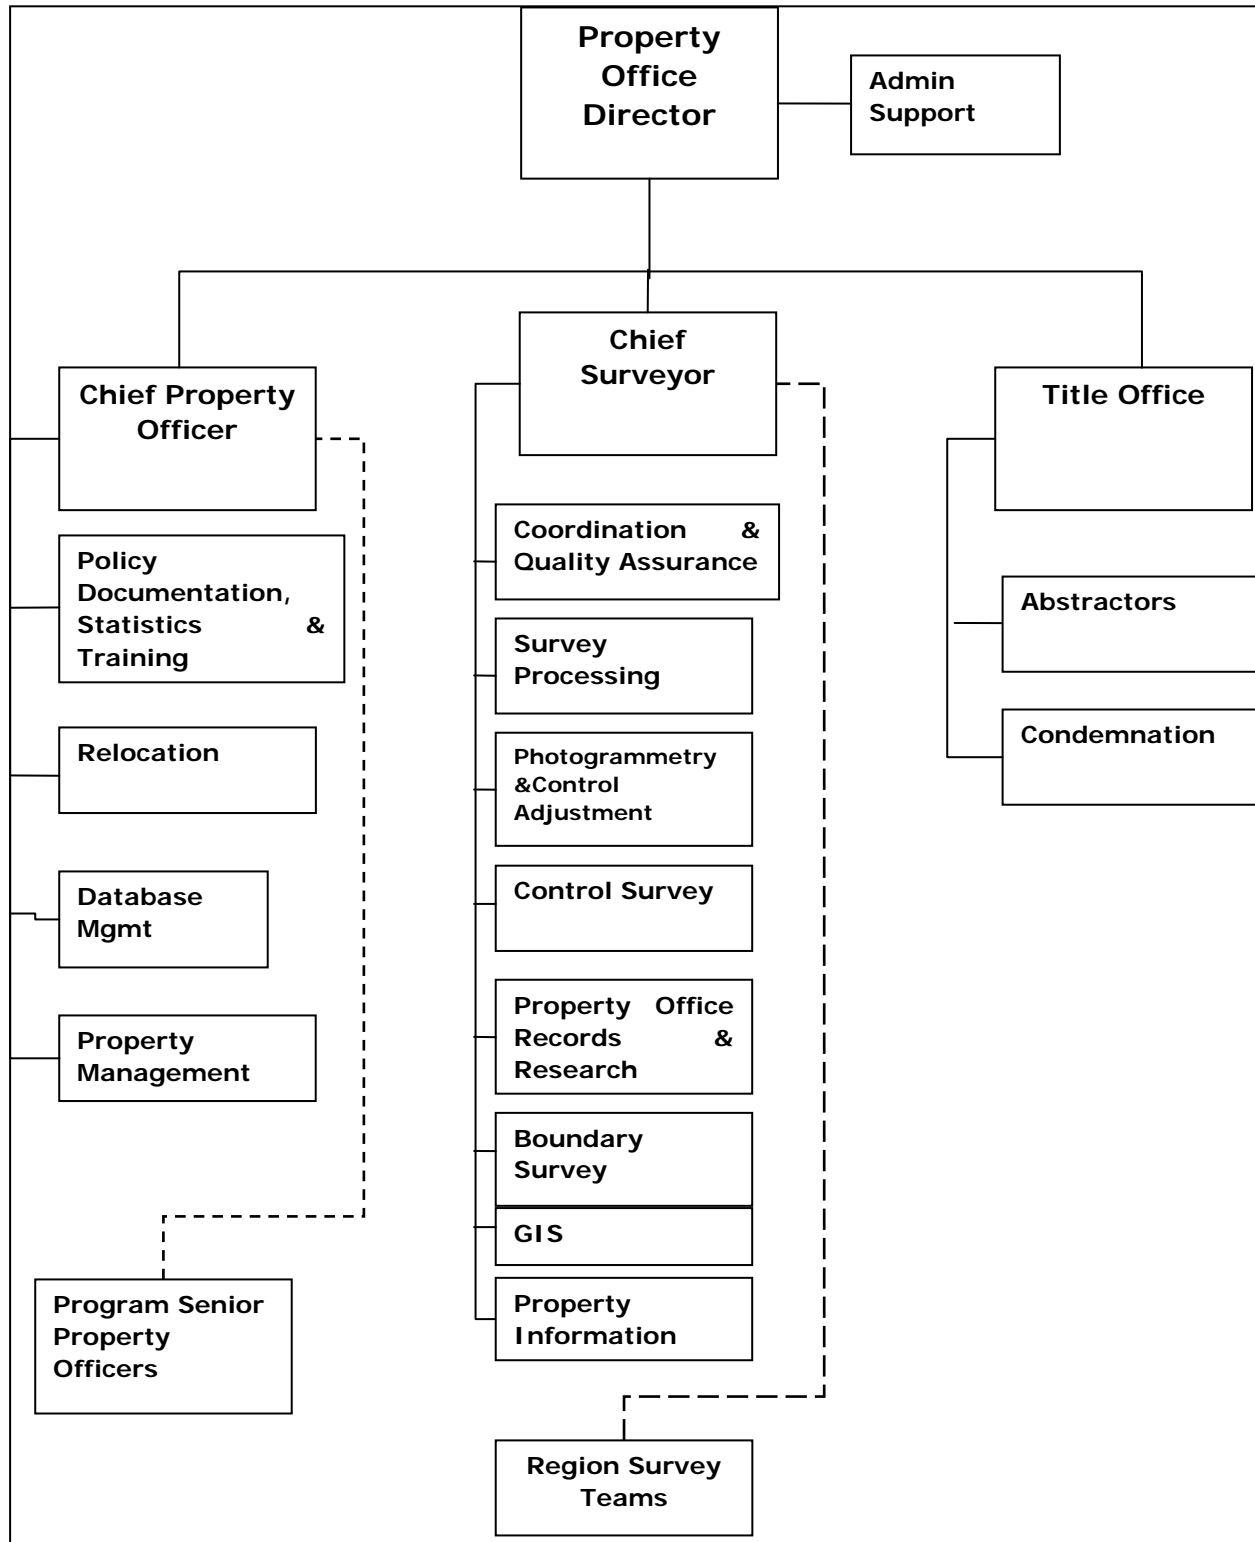 Property
Office
Director
Admin
Support
Chief Property
Officer
Policy
Documentation,
Statistics &
Training
Relocation
Database
Mgmt
Property
Management
Program Senior
Property
Officers
Chief
Surveyor
Coordination &
Quality Assurance
Survey
Processing
Photogrammetry
&Control
Adjustment
Control Survey
Property Office
Records &
Research
Boundary
Survey
GIS
Property
Information
Region Survey
Teams
Title Office
Abstractors
Condemnation